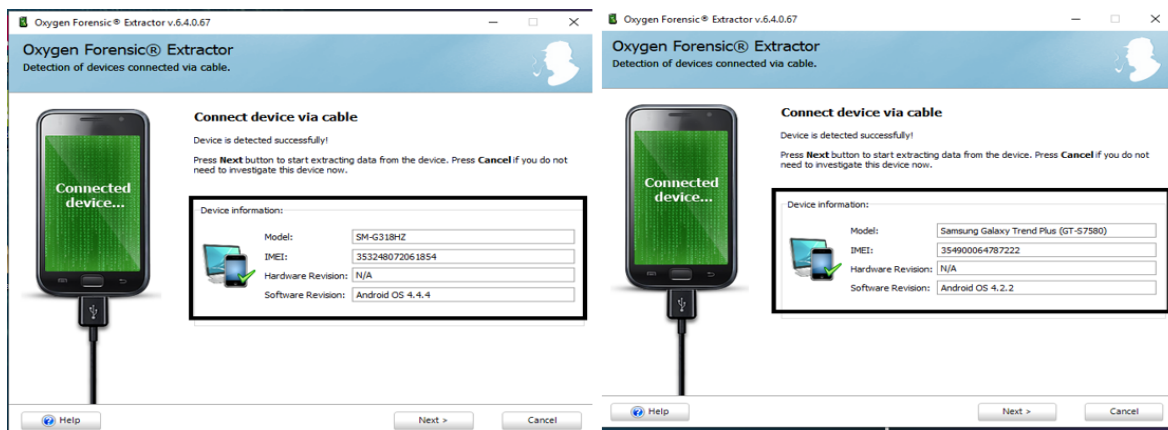 Oxygen Forensic® Extractor v.6.4.0.67
Oxygen Forensic® Extractor
Detection of devices connected via cable.
Connected
device...
Connect device via cable
Device is detected successfully!
Press Next button to start extracting data from the device. Press Cancel if you do not
need to investigate this device now.
Device information:
Model: SM-G318HZ
IMEI: 353248072061854
Hardware Revision: N/A
Software Revision: Android OS 4.4.4
Help
Next >
Cancel
Oxygen Forensic® Extractor v.6.4.0.67
Oxygen Forensic® Extractor
Detection of devices connected via cable.
Connected
device...
Connect device via cable
Device is detected successfully!
Press Next button to start extracting data from the device. Press Cancel if you do not
need to investigate this device now.
Device information:
Model: Samsung Galaxy Trend Plus (GT-S7580)
IMEI: 354900064787222
Hardware Revision: N/A
Software Revision: Android OS 4.2.2
Help
Next >
Cancel